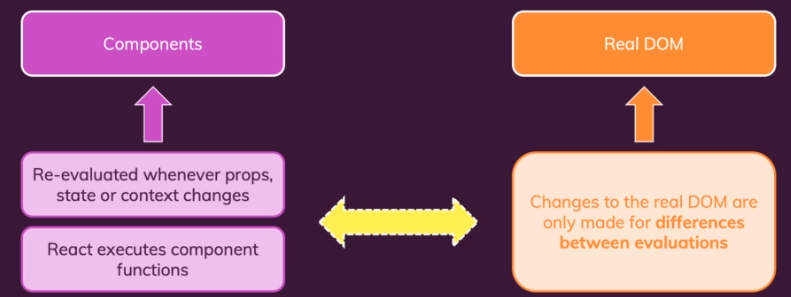 Components
Real DOM
Re-evaluated whenever props,
state or context changes
React executes component
functions
Changes to the real DOM are
only made for differences
between evaluations